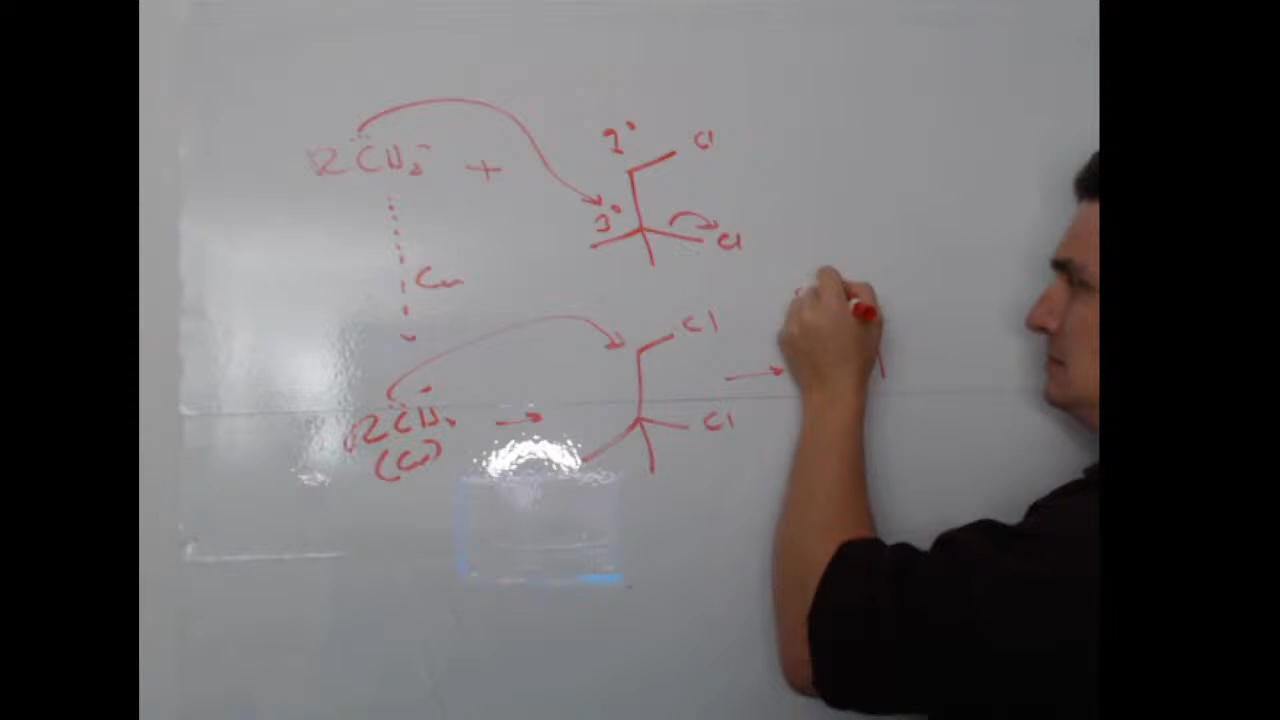 1° Cl
RCH₂⁻ +
3° Cl
Cu
Cl
RCH₂⁻ Cl
(Cu)